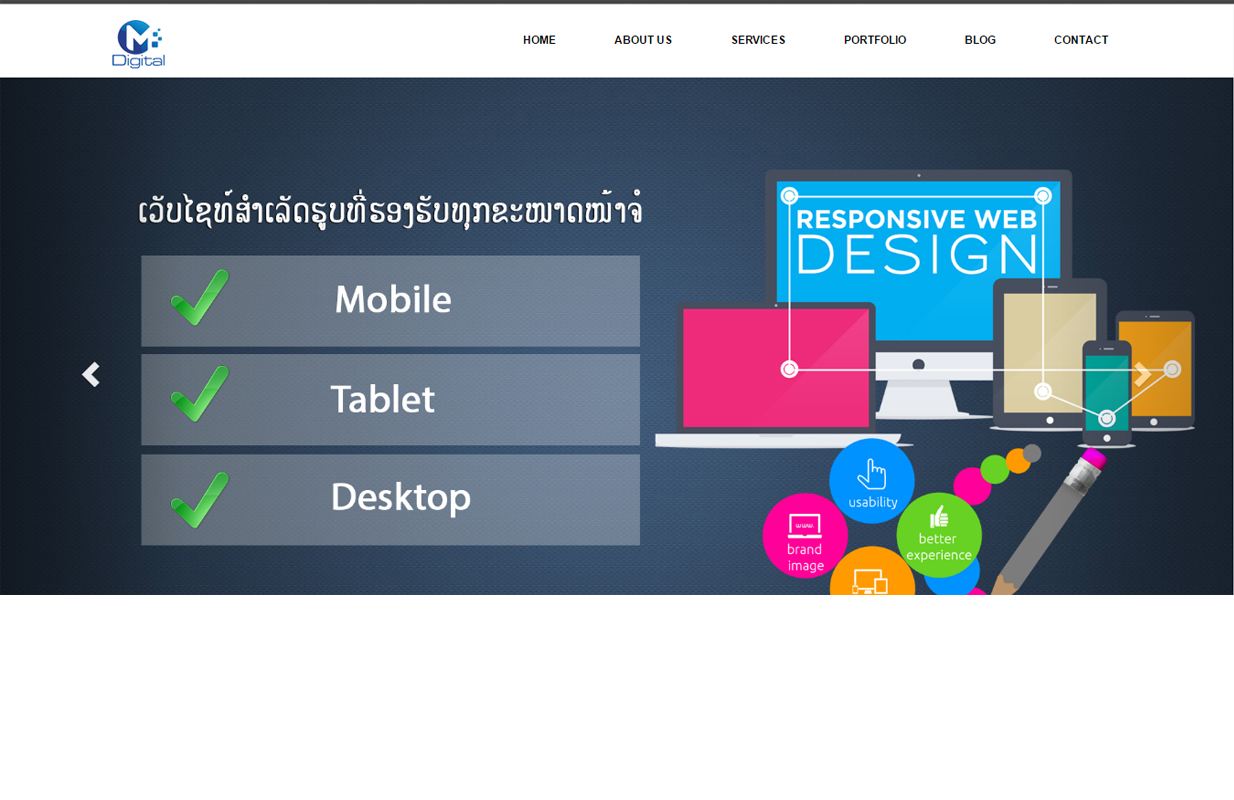 Digital
HOME ABOUT US SERVICES PORTFOLIO BLOG CONTACT
ເວັບໄຊທ໌ສຳເລັດຮູບທີ່ຮອງຮັບທຸກຂະໜາດໜ້າຈໍ
Mobile
Tablet
Desktop
RESPONSIVE WEB
DESIGN
usability
www.
brand
image
better
experience